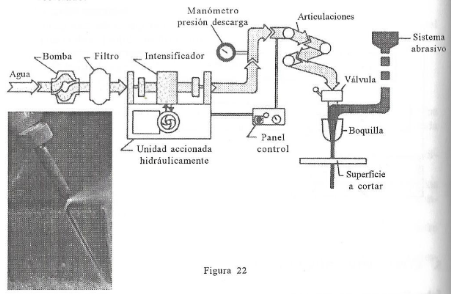 Manómetro
presión descarga
Articulaciones
Sistema
abrasivo
Bomba
Filtro
Intensificador
Agua
Válvula
Boquilla
Panel
control
Unidad accionada
hidráulicamente
Superficie
a cortar
Figura 22